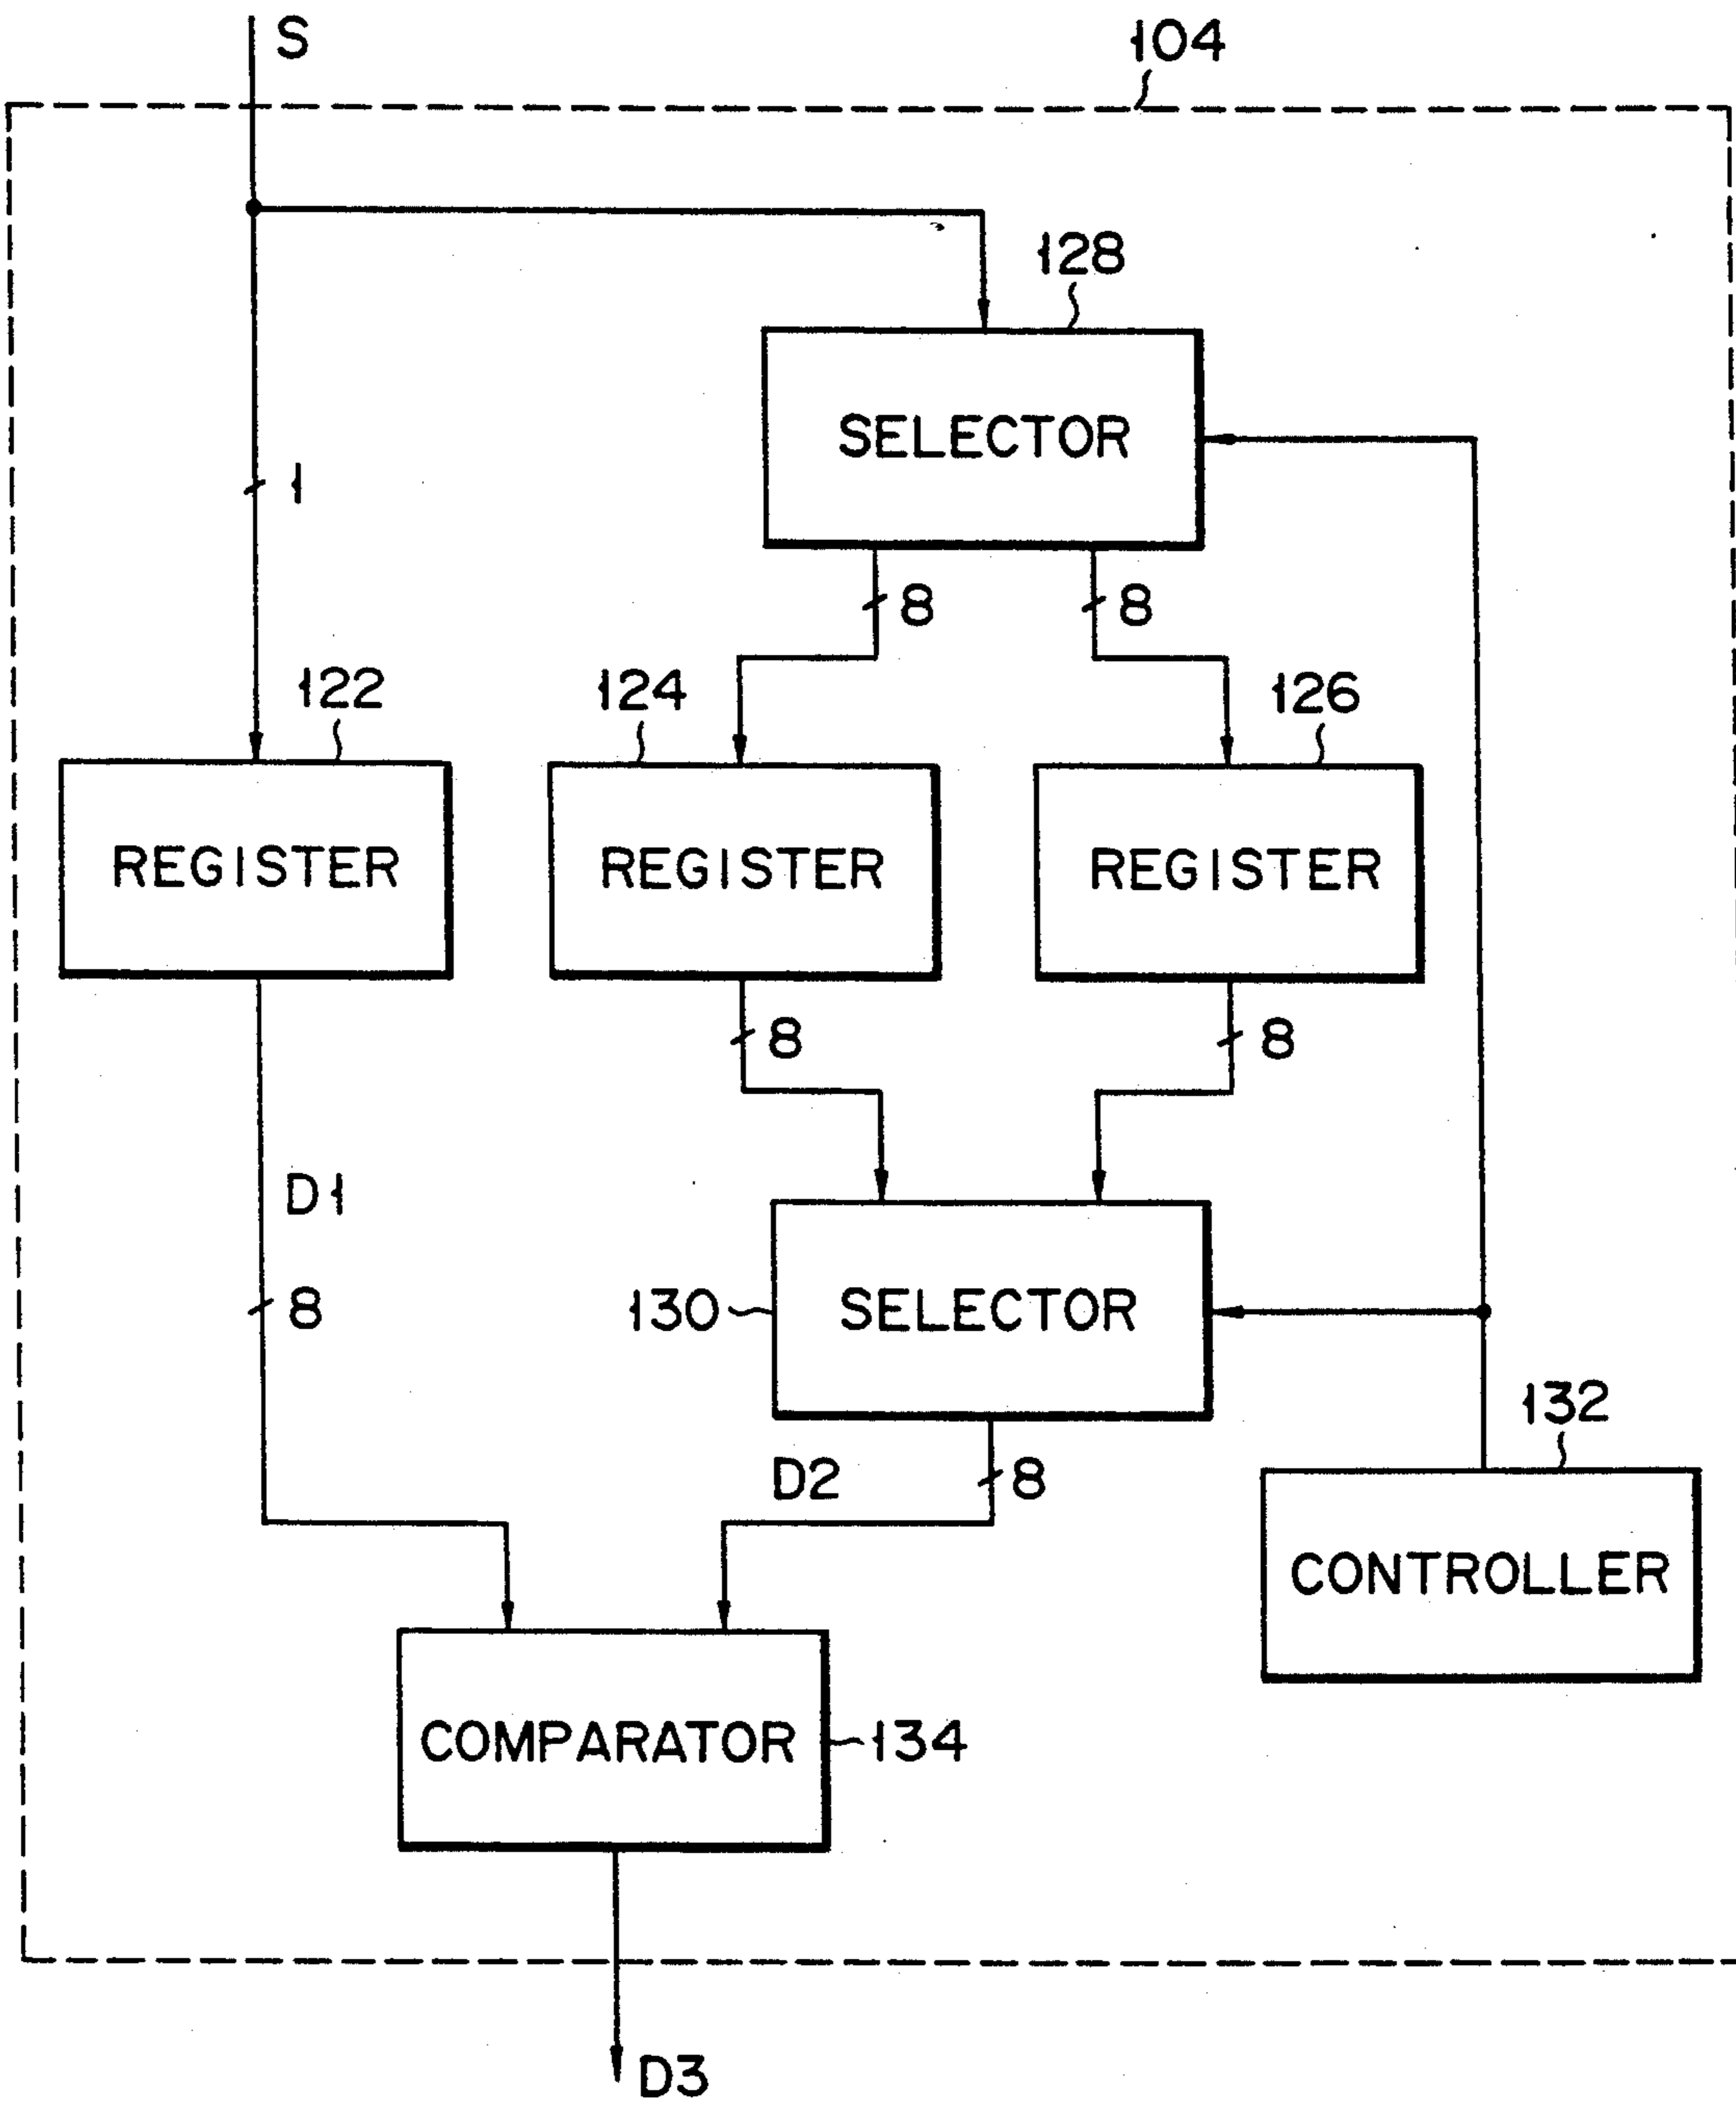 S
104
128
SELECTOR
1
8 8
122 124 126
REGISTER REGISTER REGISTER
8 8
D1
8
130 SELECTOR
132
D2 8
CONTROLLER
COMPARATOR 134
D3